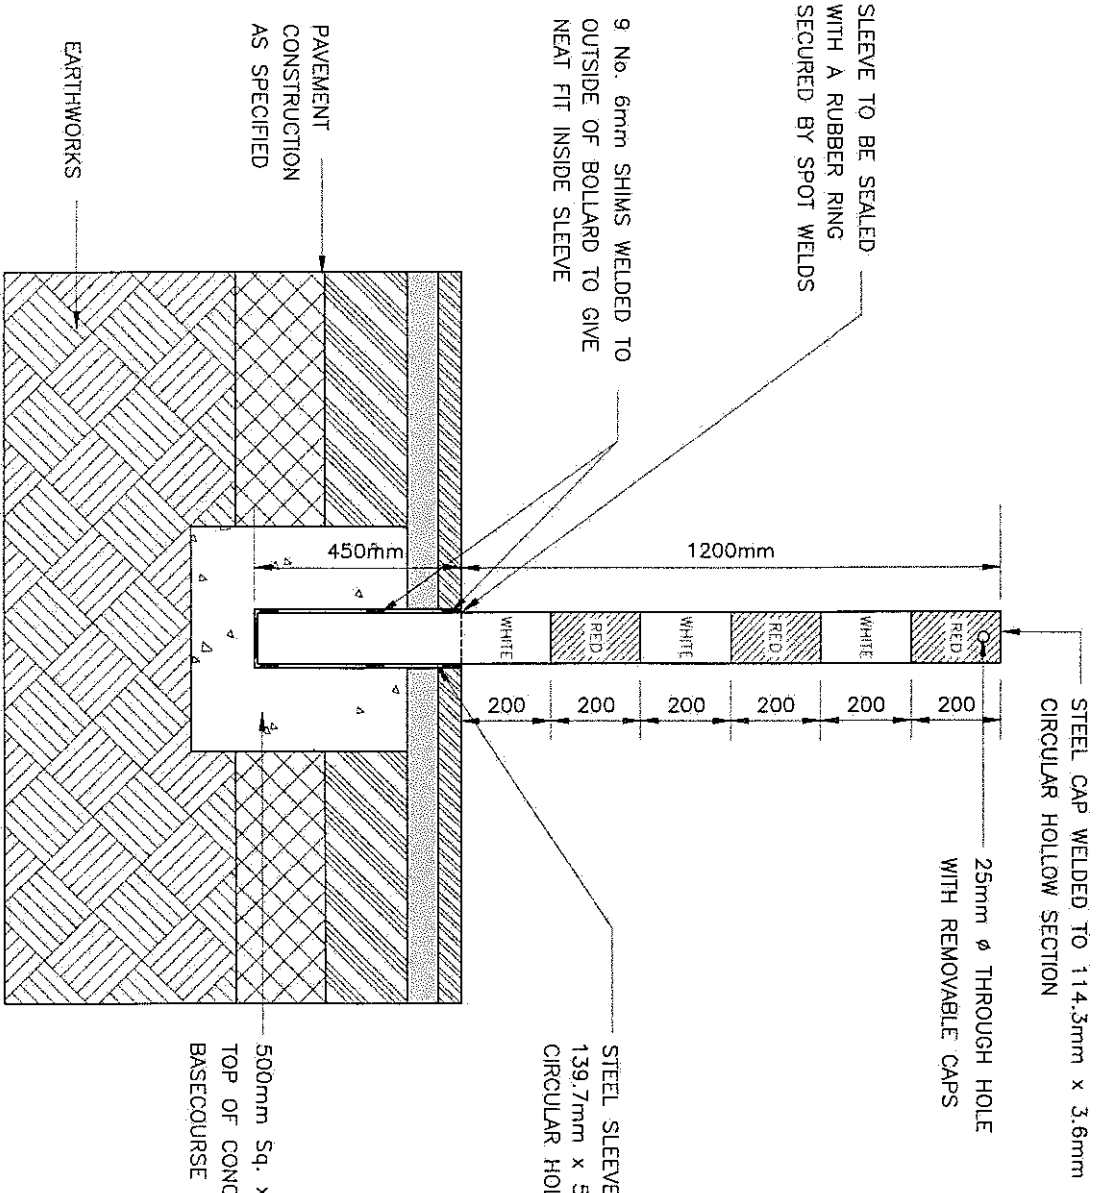 SLEEVE TO BE SEALED
WITH A RUBBER RING
SECURED BY SPOT WELDS
9 No. 6mm SHIMS WELDED TO
OUTSIDE OF BOLLARD TO GIVE
NEAT FIT INSIDE SLEEVE
PAVEMENT
CONSTRUCTION
AS SPECIFIED
EARTHWORKS
450mm
1200mm
WHITE
RED
WHITE
RED
WHITE
RED
200
200
200
200
200
200
STEEL CAP WELDED TO 114.3mm x 3.6mm
CIRCULAR HOLLOW SECTION
25mm ø THROUGH HOLE
WITH REMOVABLE CAPS
STEEL SLEEVE
139.7mm x 5
CIRCULAR HOL
500mm Sq. x
TOP OF CONC
BASECOURSE